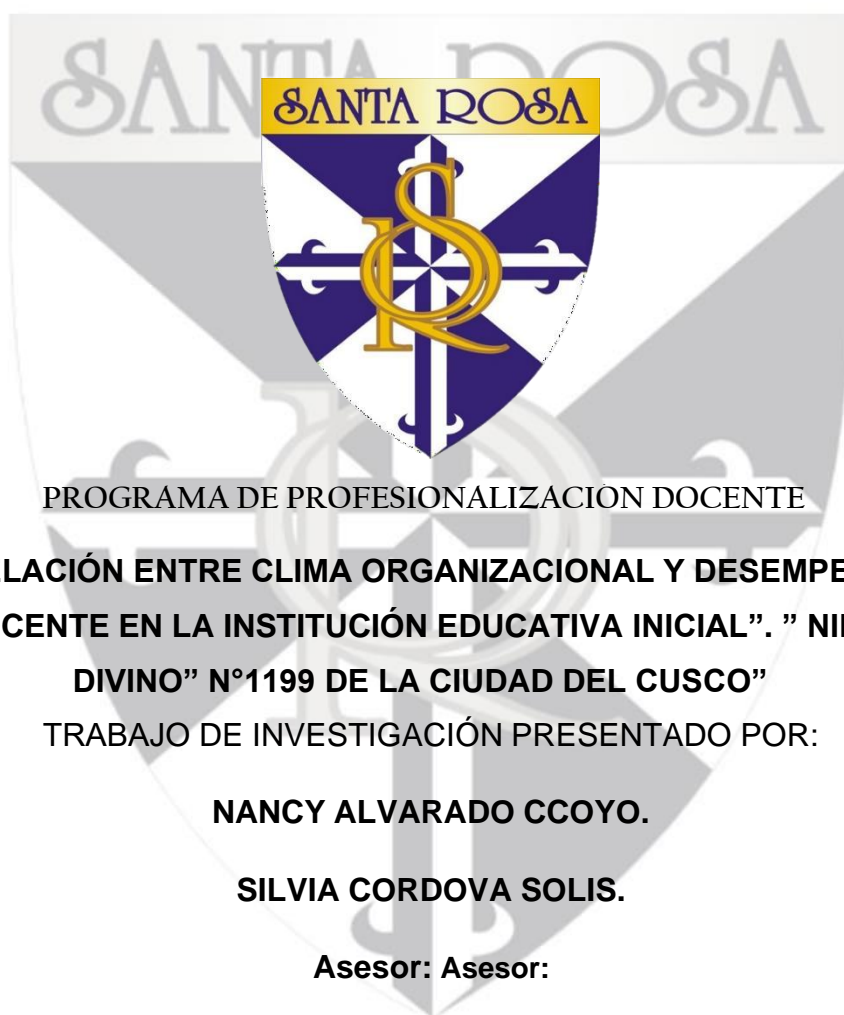 SANTA ROSA
SANTA ROSA
PROGRAMA DE PROFESIONALIZACIÓN DOCENTE
ELACIÓN ENTRE CLIMA ORGANIZACIONAL Y DESEMPE
CENTE EN LA INSTITUCIÓN EDUCATIVA INICIAL”. ” NI
DIVINO” N°1199 DE LA CIUDAD DEL CUSCO”
TRABAJO DE INVESTIGACIÓN PRESENTADO POR:
NANCY ALVARADO CCOYO.
SILVIA CORDOVA SOLIS.
Asesor: Asesor: